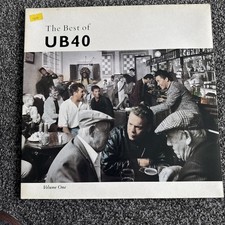 The Best of
UB40
Volume One